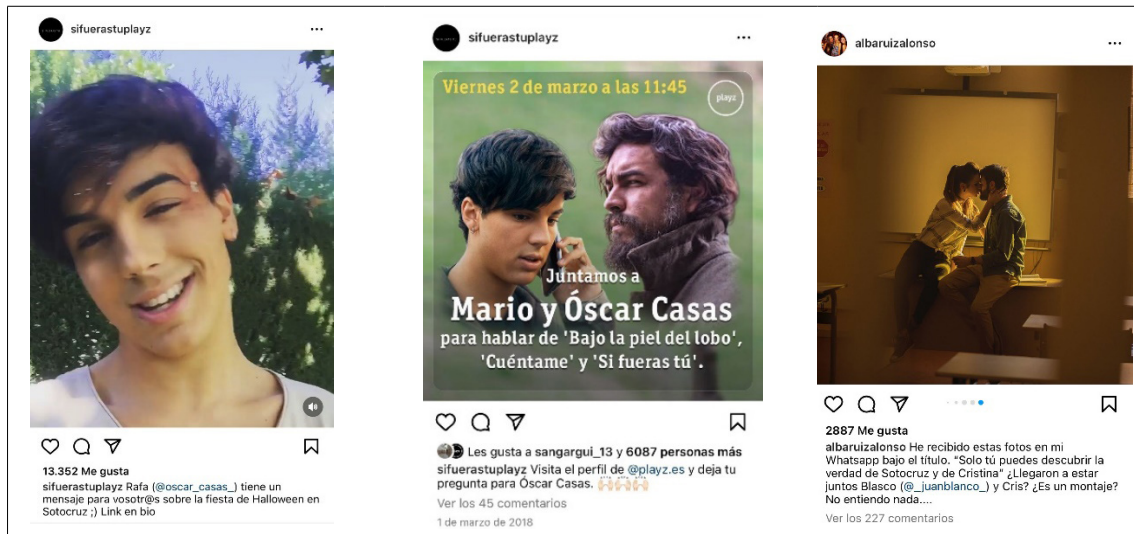 sifuerastuplayz
13.352 Me gusta
sifuerastuplayz Rafa (@oscar_casas_) tiene un
mensaje para vosotr@s sobre la fiesta de Halloween en
Sotocruz ;) Link en bio
sifuerastuplayz
Viernes 2 de marzo a las 11:45
playz
Juntamos a
Mario y Óscar Casas
para hablar de 'Bajo la piel del lobo',
'Cuéntame' y 'Si fueras tú'.
Les gusta a sangargui_13 y 6087 personas más
sifuerastuplayz Visita el perfil de @playz.es y deja tu
pregunta para Óscar Casas. 🙌🏻🙌🏻🙌🏻
Ver los 45 comentarios
1 de marzo de 2018
albaruizalonso
2887 Me gusta
albaruizalonso He recibido estas fotos en mi
Whatsapp bajo el título. "Solo tú puedes descubrir la
verdad de Sotocruz y de Cristina" ¿Llegaron a estar
juntos Blasco (@_juanblanco_) y Cris? ¿Es un montaje?
No entiendo nada....
Ver los 227 comentarios